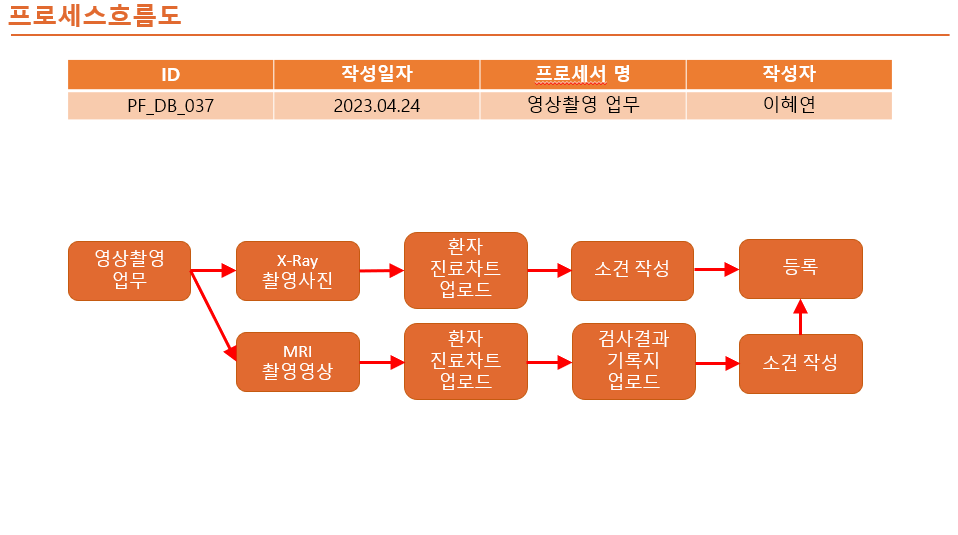 프로세스흐름도
ID 작성일자 프로세서 명 작성자
PF_DB_037 2023.04.24 영상촬영 업무 이혜연
영상촬영
업무
X-Ray
촬영사진
환자
진료차트
업로드
소견 작성
등록
MRI
촬영영상
환자
진료차트
업로드
검사결과
기록지
업로드
소견 작성